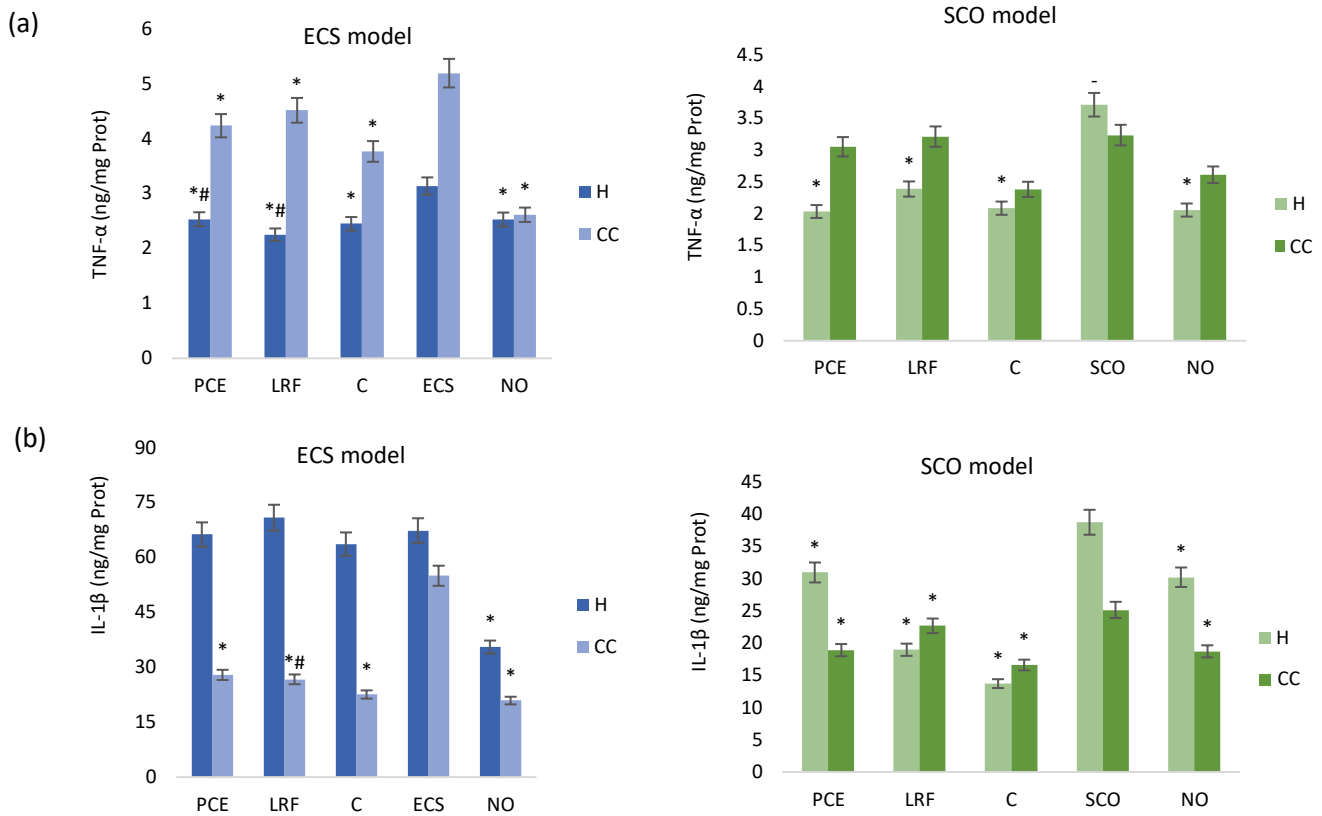 (a)
ECS model
TNF-α (ng/mg Prot)
6
5
4
3
2
1
0
*#
*
*#
*
*
*
*
*
PCE LRF C ECS NO
H
CC
SCO model
TNF-α (ng/mg Prot)
4.5
4
3.5
3
2.5
2
1.5
1
0.5
0
*
*
*
-
*
PCE LRF C SCO NO
H
CC
(b)
ECS model
IL-1β (ng/mg Prot)
90
75
60
45
30
15
0
*
*#
*
*
*
PCE LRF C ECS NO
H
CC
SCO model
IL-1β (ng/mg Prot)
45
40
35
30
25
20
15
10
5
0
*
*
*
*
*
*
*
*
PCE LRF C SCO NO
H
CC